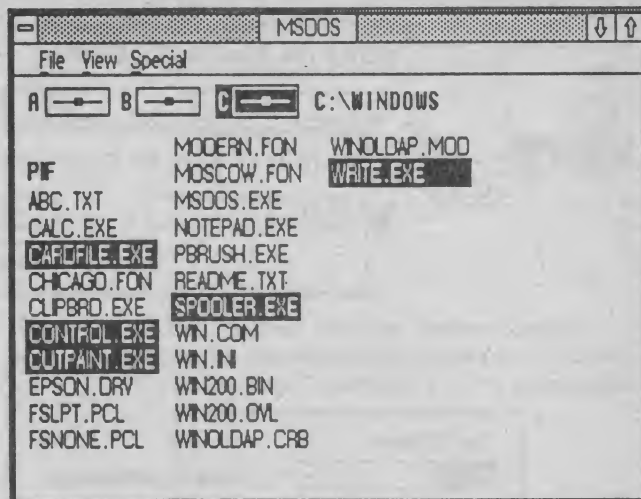 MSDOS
File View Special
A B C C:\WINDOWS
PIF
ABC.TXT
CALC.EXE
CARDFILE.EXE
CHICAGO.FON
CLIPBRD.EXE
CONTROL.EXE
CUTPAINT.EXE
EPSON.DRV
FSLPT.PCL
FSNONE.PCL
MODERN.FON
MOSCOW.FON
MSDOS.EXE
NOTEPAD.EXE
PBRUSH.EXE
README.TXT
SPOOLER.EXE
WIN.COM
WIN.INI
WIN200.BIN
WIN200.OVL
WINOLDAP.GRB
WINOLDAP.MOD
WRITE.EXE